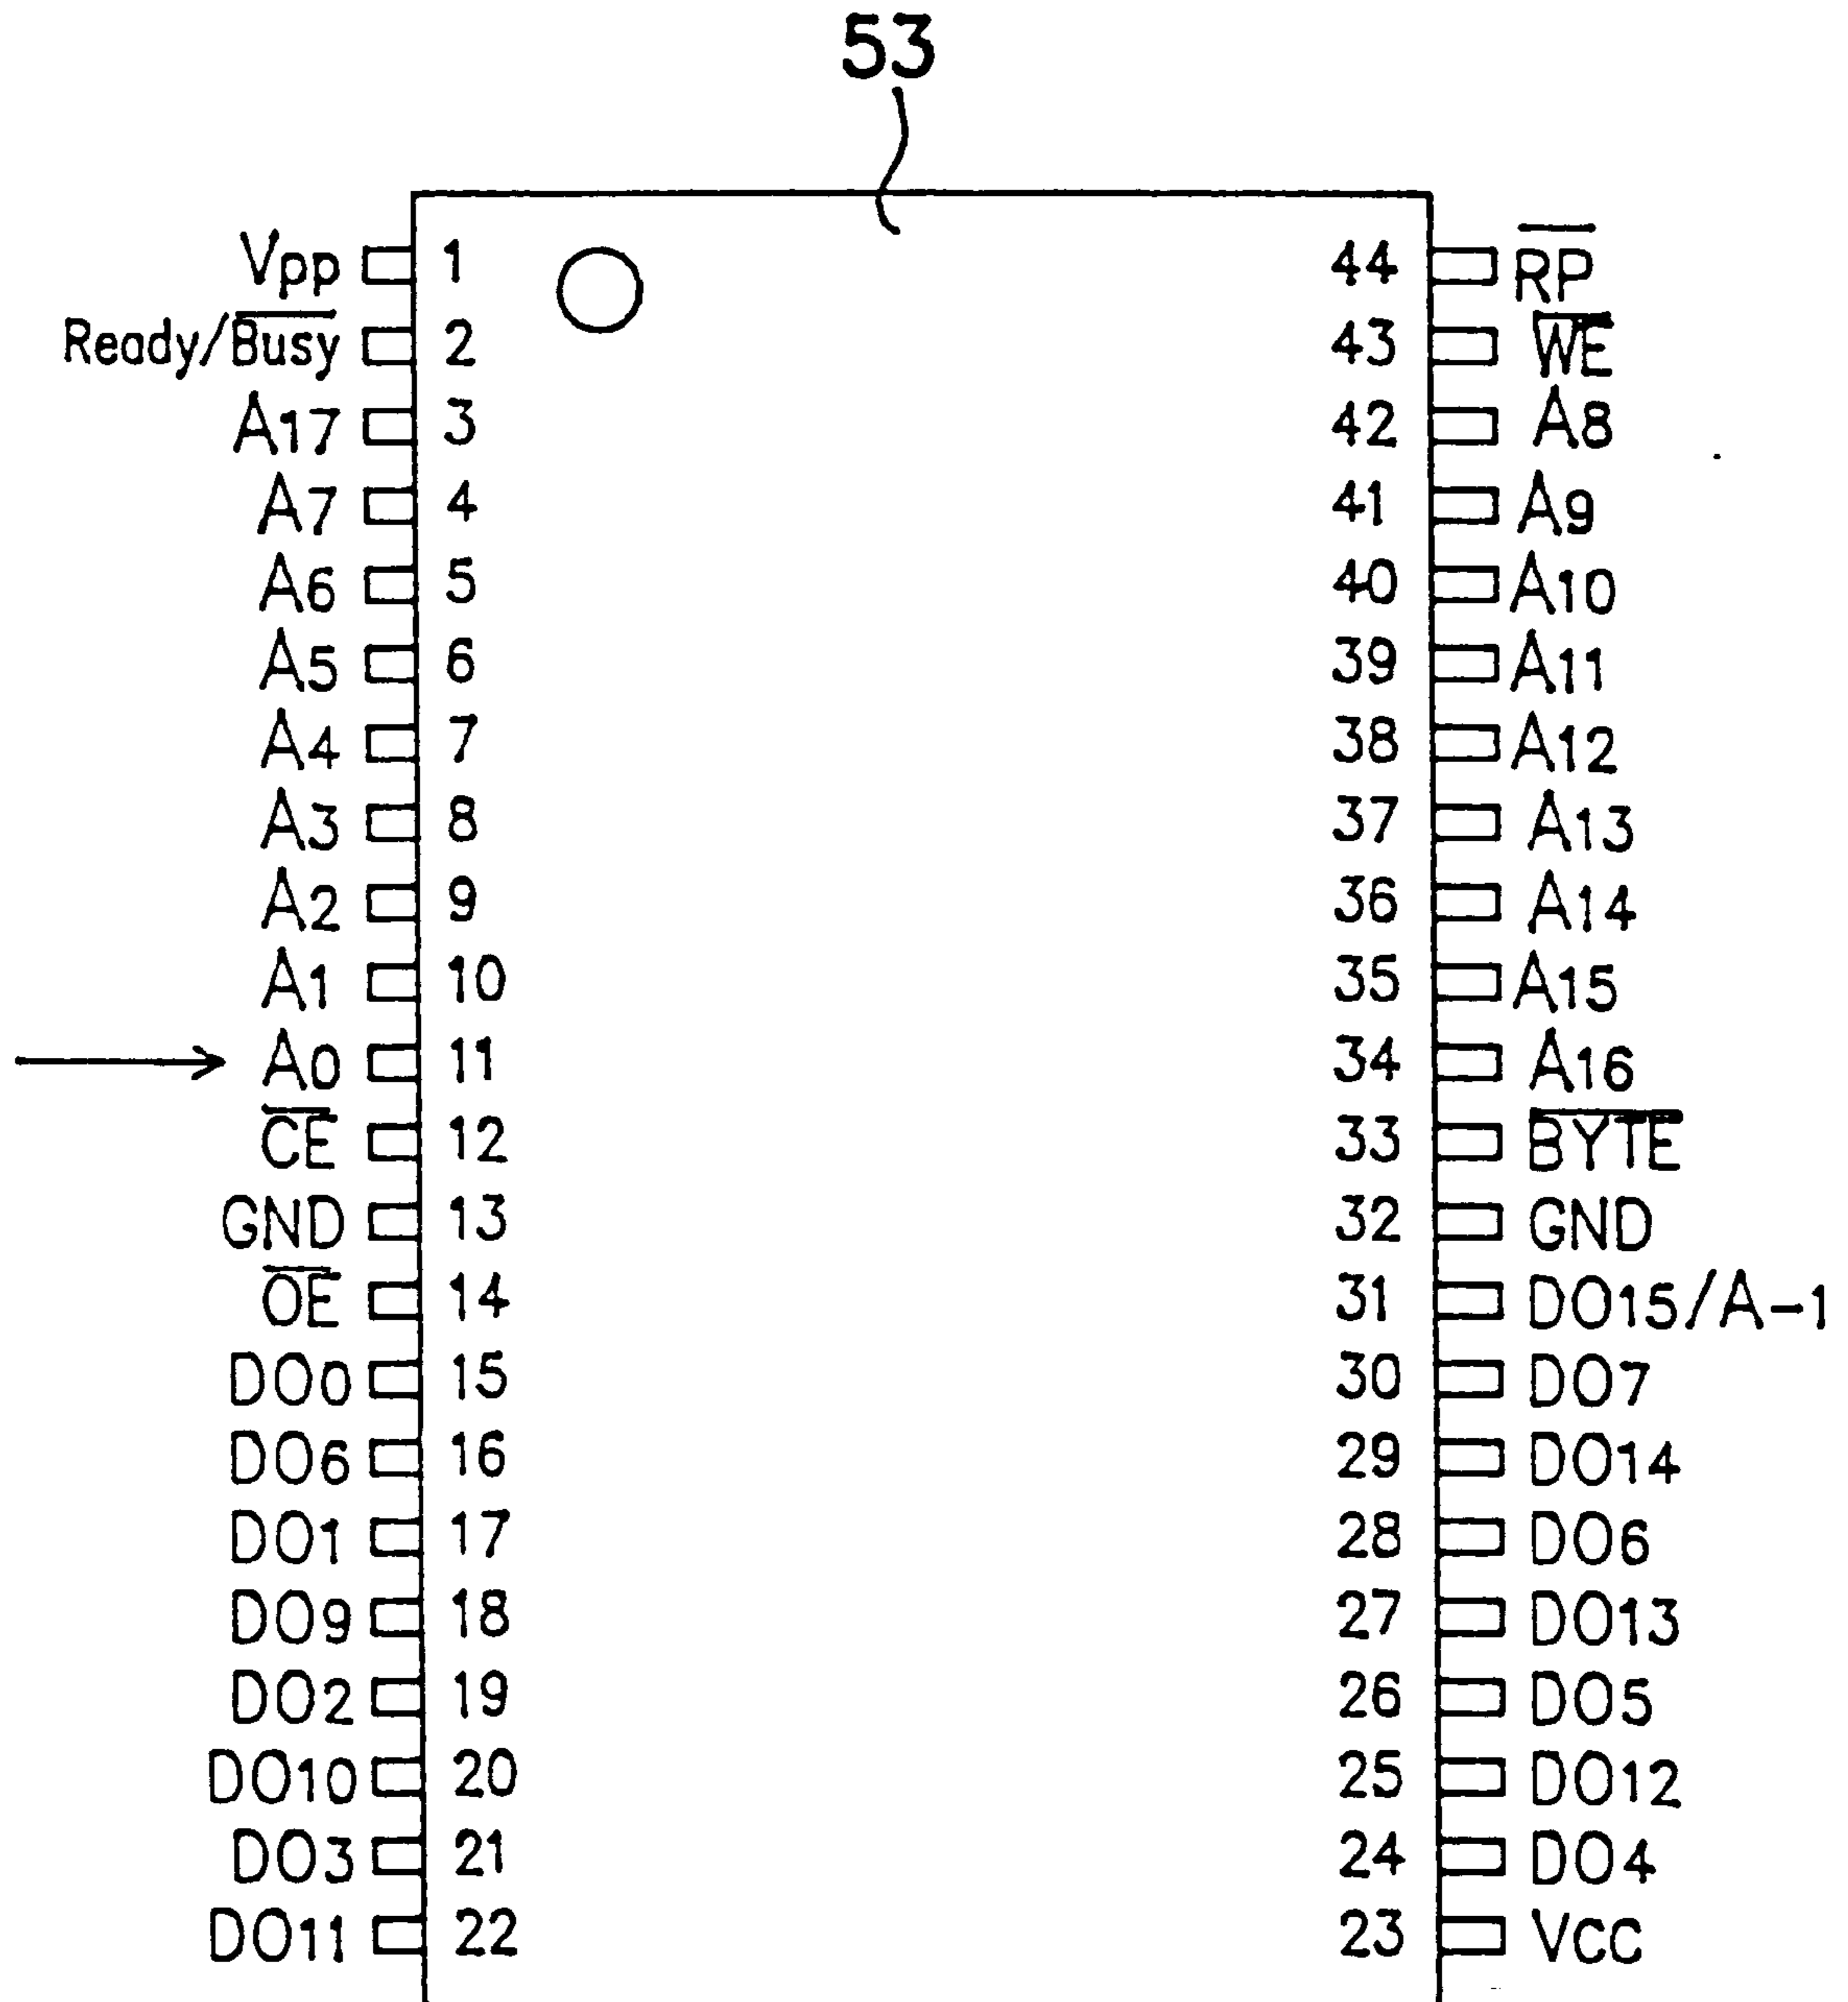 53
Vpp 1 44 RP
Ready/Busy 2 43 WE
A17 3 42 A8
A7 4 41 A9
A6 5 40 A10
A5 6 39 A11
A4 7 38 A12
A3 8 37 A13
A2 9 36 A14
A1 10 35 A15
A0 11 34 A16
CE 12 33 BYTE
GND 13 32 GND
OE 14 31 DO15/A-1
DO0 15 30 DO7
DO6 16 29 DO14
DO1 17 28 DO6
DO9 18 27 DO13
DO2 19 26 DO5
DO10 20 25 DO12
DO3 21 24 DO4
DO11 22 23 VCC